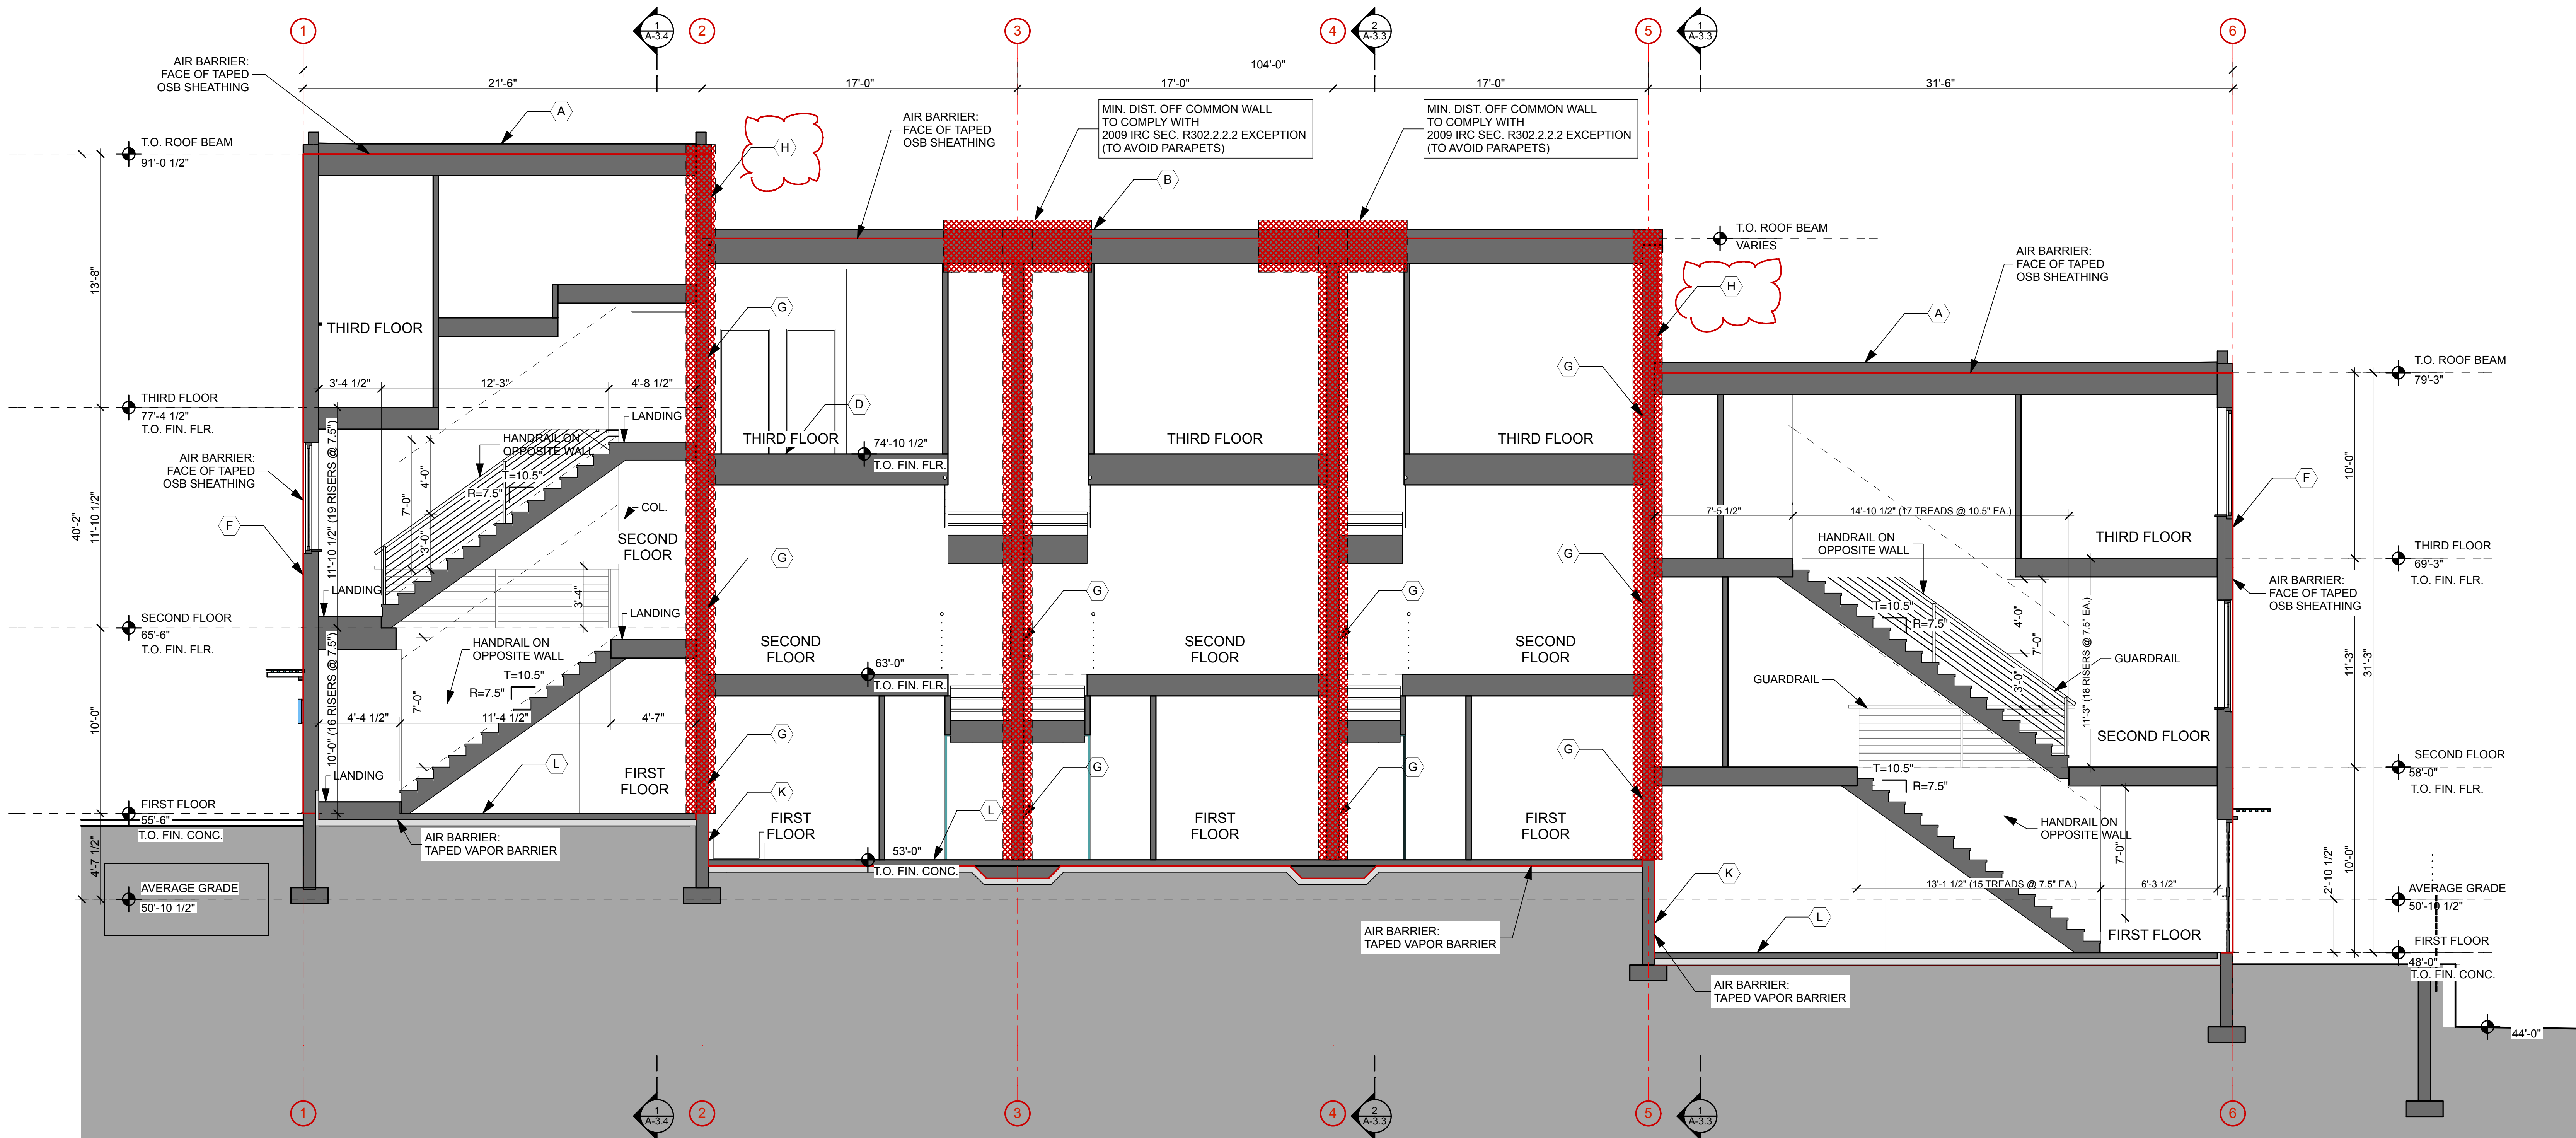 1
1
A-3.4
2
3
4
2
A-3.3
5
1
A-3.3
6
104'-0"
21'-6"
17'-0"
17'-0"
17'-0"
31'-6"
AIR BARRIER:
FACE OF TAPED
OSB SHEATHING
A
T.O. ROOF BEAM
91'-0 1/2"
H
AIR BARRIER:
FACE OF TAPED
OSB SHEATHING
MIN. DIST. OFF COMMON WALL
TO COMPLY WITH
2009 IRC SEC. R302.2.2.2 EXCEPTION
(TO AVOID PARAPETS)
MIN. DIST. OFF COMMON WALL
TO COMPLY WITH
2009 IRC SEC. R302.2.2.2 EXCEPTION
(TO AVOID PARAPETS)
B
T.O. ROOF BEAM
VARIES
H
AIR BARRIER:
FACE OF TAPED
OSB SHEATHING
A
T.O. ROOF BEAM
79'-3"
40'-2"
13'-8"
11'-10 1/2"
10'-0"
4'-7 1/2"
THIRD FLOOR
3'-4 1/2"
12'-3"
4'-8 1/2"
THIRD FLOOR
77'-4 1/2"
T.O. FIN. FLR.
LANDING
HANDRAIL ON
OPPOSITE WALL
T=10.5"
R=7.5"
7'-0"
4'-0"
3'-0"
11'-10 1/2" (19 RISERS @ 7.5")
AIR BARRIER:
FACE OF TAPED
OSB SHEATHING
F
COL.
SECOND
FLOOR
LANDING
3'-4"
LANDING
SECOND FLOOR
65'-6"
T.O. FIN. FLR.
HANDRAIL ON
OPPOSITE WALL
T=10.5"
R=7.5"
7'-0"
10'-0" (16 RISERS @ 7.5")
4'-4 1/2"
11'-4 1/2"
4'-7"
LANDING
L
FIRST
FLOOR
FIRST FLOOR
55'-6"
T.O. FIN. CONC.
AIR BARRIER:
TAPED VAPOR BARRIER
AVERAGE GRADE
50'-10 1/2"
G
D
THIRD FLOOR
74'-10 1/2"
T.O. FIN. FLR.
THIRD FLOOR
THIRD FLOOR
G
G
G
G
G
SECOND
FLOOR
SECOND
FLOOR
SECOND
FLOOR
63'-0"
T.O. FIN. FLR.
G
G
G
G
K
L
FIRST
FLOOR
FIRST
FLOOR
FIRST
FLOOR
53'-0"
T.O. FIN. CONC.
AIR BARRIER:
TAPED VAPOR BARRIER
7'-5 1/2"
14'-10 1/2" (17 TREADS @ 10.5" EA.)
HANDRAIL ON
OPPOSITE WALL
THIRD FLOOR
F
THIRD FLOOR
69'-3"
T.O. FIN. FLR.
AIR BARRIER:
FACE OF TAPED
OSB SHEATHING
T=10.5"
R=7.5"
4'-0"
7'-0"
3'-0"
11'-3" (18 RISERS @ 7.5" EA.)
GUARDRAIL
GUARDRAIL
SECOND FLOOR
10'-0"
11'-3"
31'-3"
10'-0"
2'-10 1/2"
SECOND FLOOR
58'-0"
T.O. FIN. FLR.
T=10.5"
R=7.5"
HANDRAIL ON
OPPOSITE WALL
7'-0"
K
13'-1 1/2" (15 TREADS @ 7.5" EA.)
6'-3 1/2"
L
FIRST FLOOR
AVERAGE GRADE
50'-10 1/2"
FIRST FLOOR
48'-0"
T.O. FIN. CONC.
AIR BARRIER:
TAPED VAPOR BARRIER
44'-0"
1
1
A-3.4
2
3
4
2
A-3.3
5
1
A-3.3
6